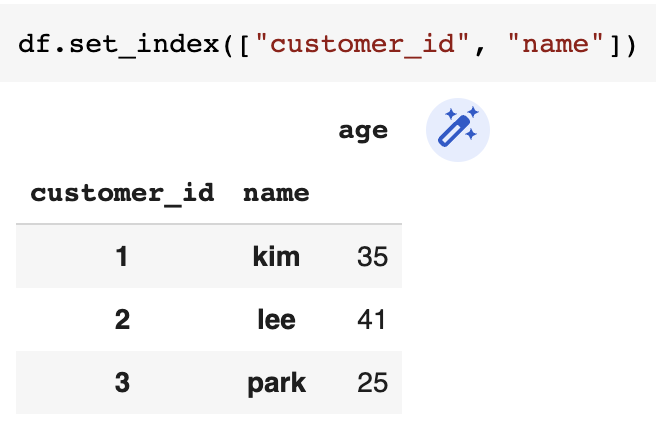 df.set_index(["customer_id", "name"])
age
customer_id name
1 kim 35
2 lee 41
3 park 25